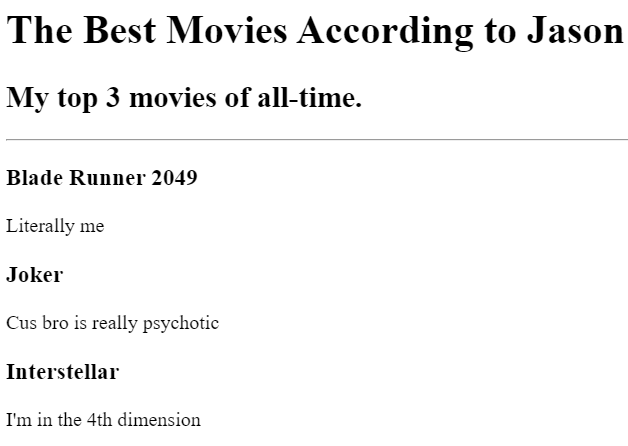 The Best Movies According to Jason
My top 3 movies of all-time.
Blade Runner 2049
Literally me
Joker
Cus bro is really psychotic
Interstellar
I'm in the 4th dimension